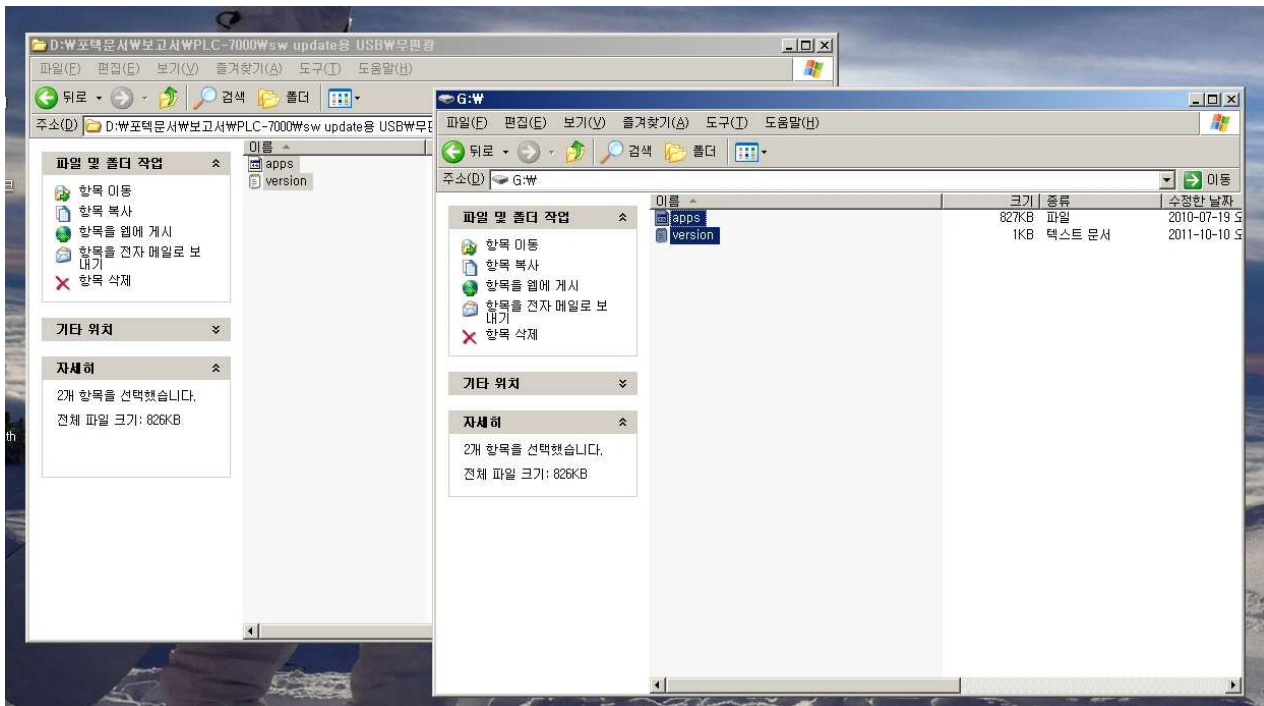 D:₩포텍문서₩보고서₩PLC-7000₩sw update용 USB₩무편광
파일(F) 편집(E) 보기(V) 즐겨찾기(A) 도구(T) 도움말(H)
뒤로 검색 폴더
주소(D) D:₩포텍문서₩보고서₩PLC-7000₩sw update용 USB₩무편
파일 및 폴더 작업
항목 이동
항목 복사
항목을 웹에 게시
항목을 전자 메일로 보
내기
항목 삭제
기타 위치
자세히
2개 항목을 선택했습니다.
전체 파일 크기: 826KB
이름
apps
version
G:₩
파일(F) 편집(E) 보기(V) 즐겨찾기(A) 도구(T) 도움말(H)
뒤로 검색 폴더
주소(D) G:₩ 이동
파일 및 폴더 작업
항목 이동
항목 복사
항목을 웹에 게시
항목을 전자 메일로 보
내기
항목 삭제
기타 위치
자세히
2개 항목을 선택했습니다.
전체 파일 크기: 826KB
이름 크기 종류 수정한 날짜
apps 827KB 파일 2010-07-19 오
version 1KB 텍스트 문서 2011-10-10 오
th